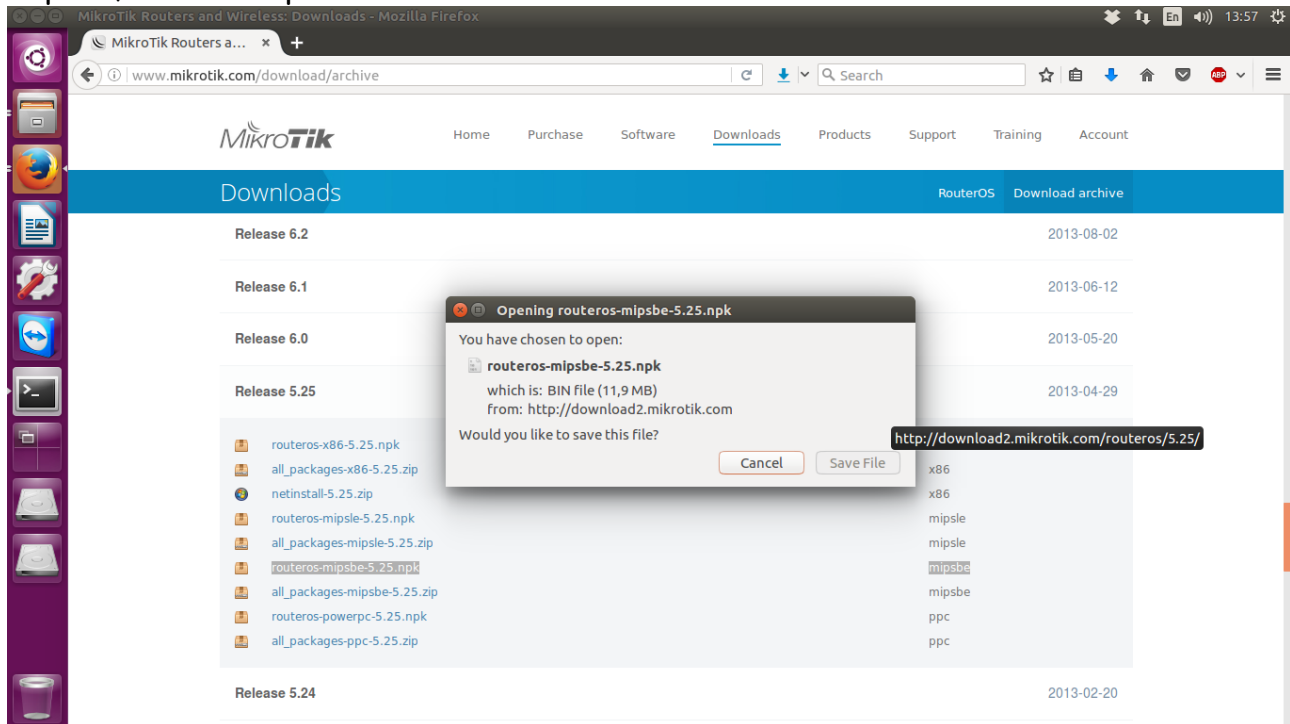 MikroTik Routers and Wireless: Downloads - Mozilla Firefox
En
13:57
MikroTik Routers a... × +
www.mikrotik.com/download/archive
Search
ABP
MikroTik
Home Purchase Software Downloads Products Support Training Account
Downloads
RouterOS Download archive
Release 6.2 2013-08-02
Release 6.1 2013-06-12
Release 6.0 2013-05-20
Release 5.25 2013-04-29
Opening routeros-mipsbe-5.25.npk
You have chosen to open:
routeros-mipsbe-5.25.npk
which is: BIN file (11,9 MB)
from: http://download2.mikrotik.com
Would you like to save this file?
Cancel Save File
http://download2.mikrotik.com/routeros/5.25/
routeros-x86-5.25.npk
all_packages-x86-5.25.zip x86
netinstall-5.25.zip x86
routeros-mipsle-5.25.npk mipsle
all_packages-mipsle-5.25.zip mipsle
routeros-mipsbe-5.25.npk mipsbe
all_packages-mipsbe-5.25.zip mipsbe
routeros-powerpc-5.25.npk ppc
all_packages-ppc-5.25.zip ppc
Release 5.24 2013-02-20